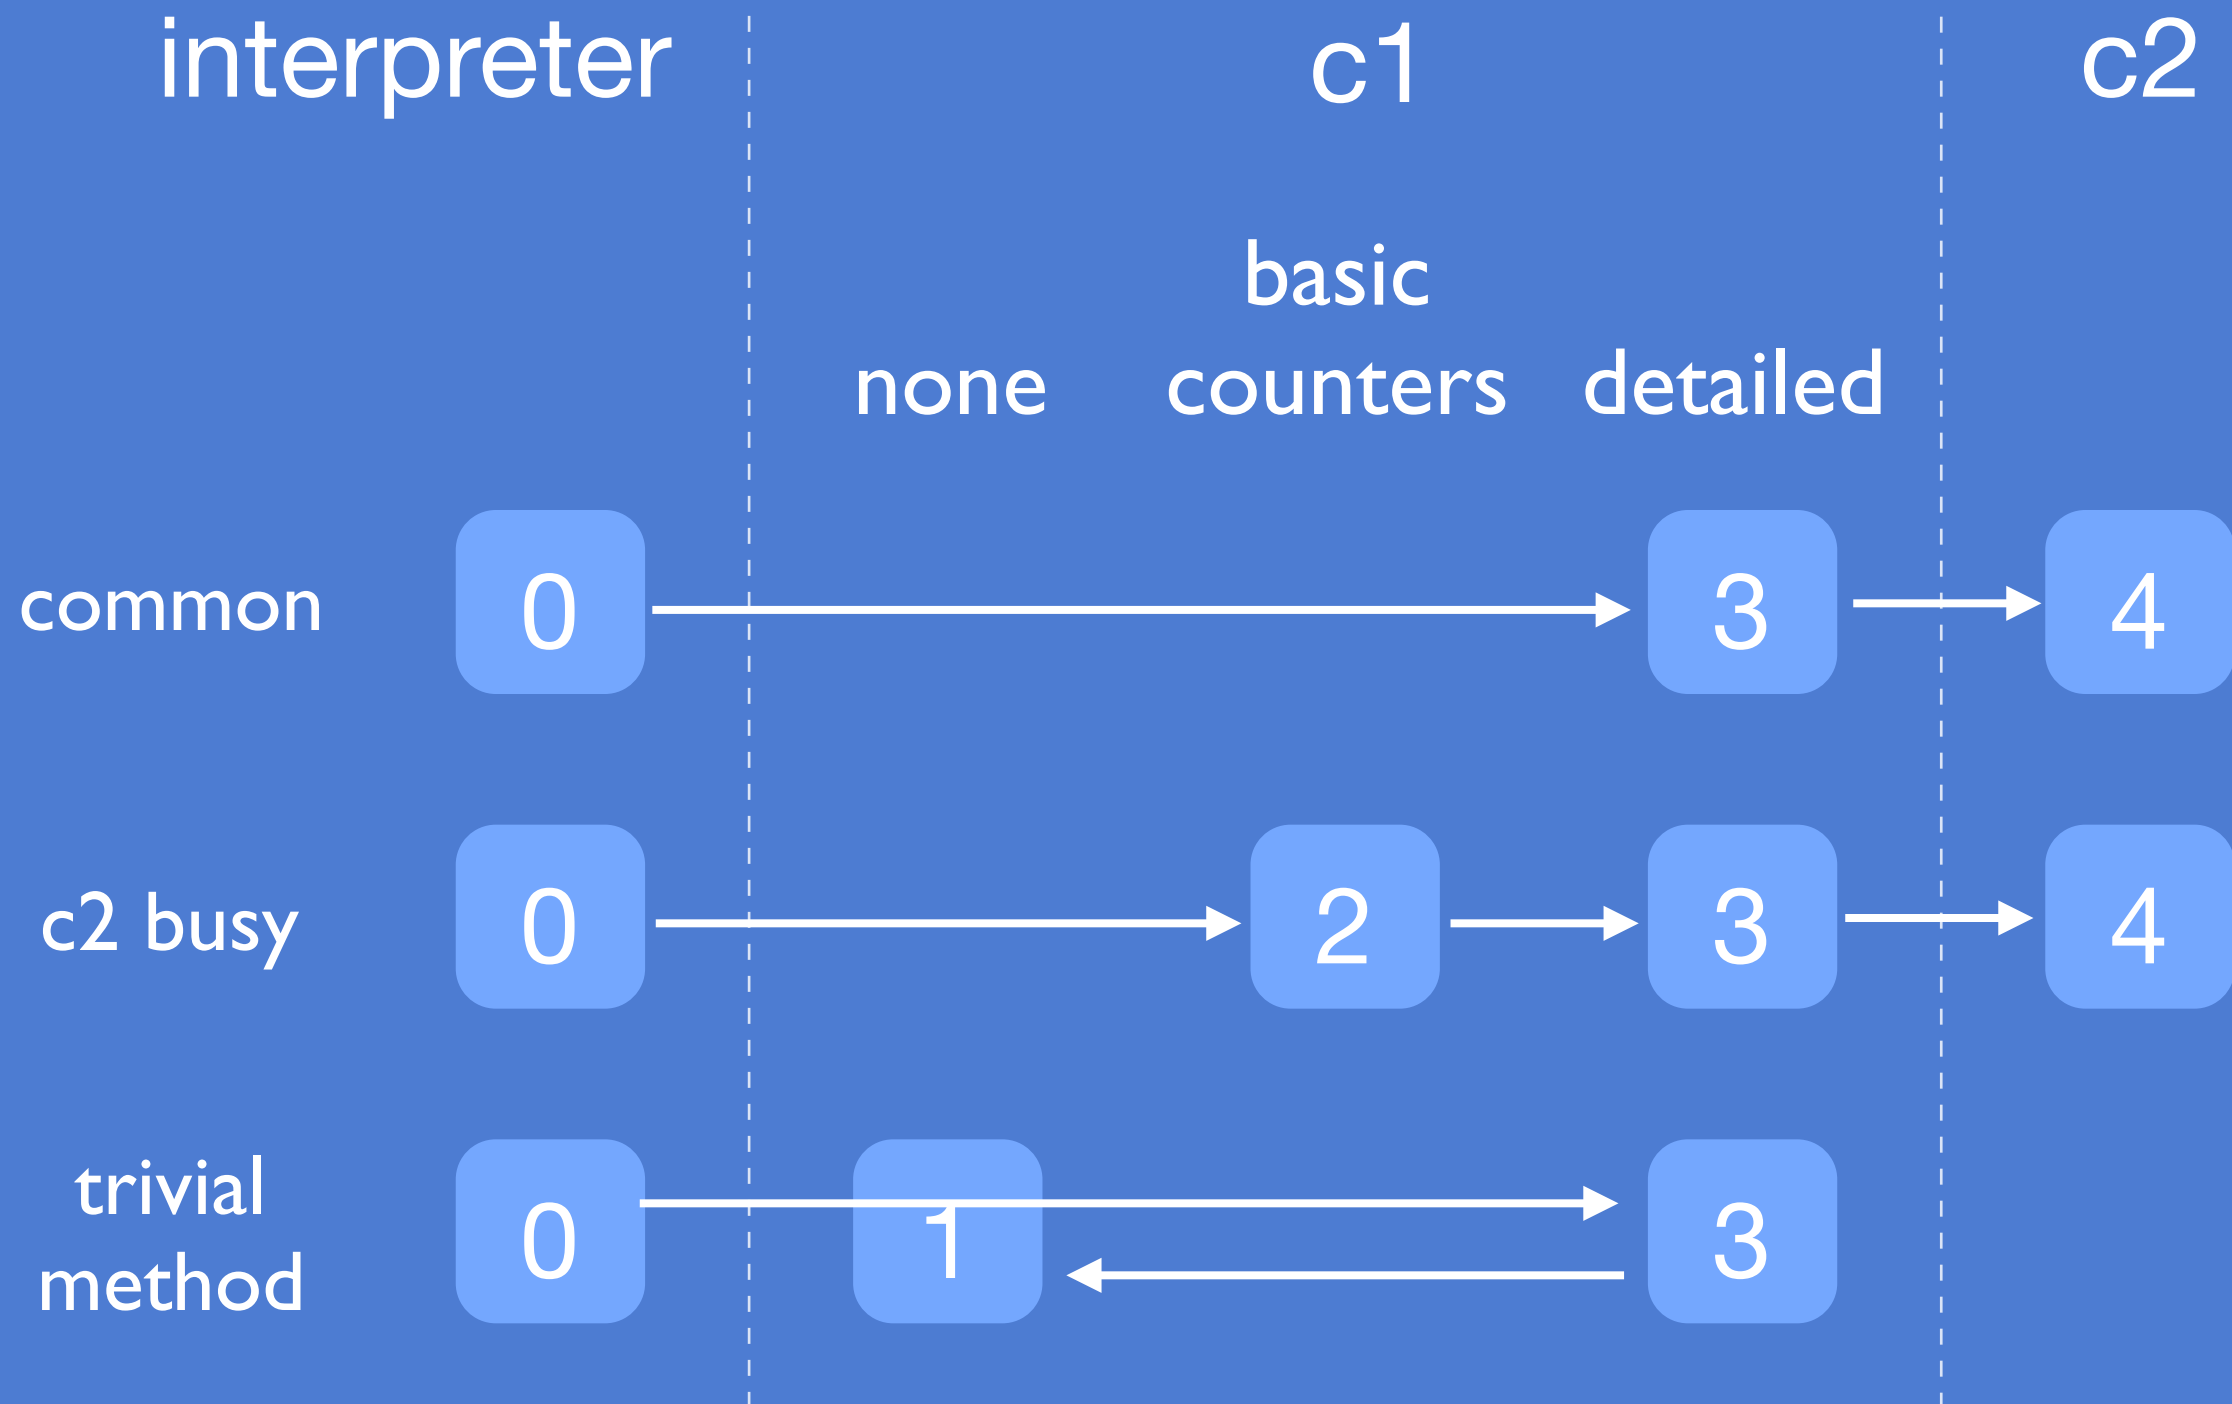 interpreter c1 c2
basic
none counters detailed
common 0 3 4
c2 busy 0 2 3 4
trivial
method 0 1 3